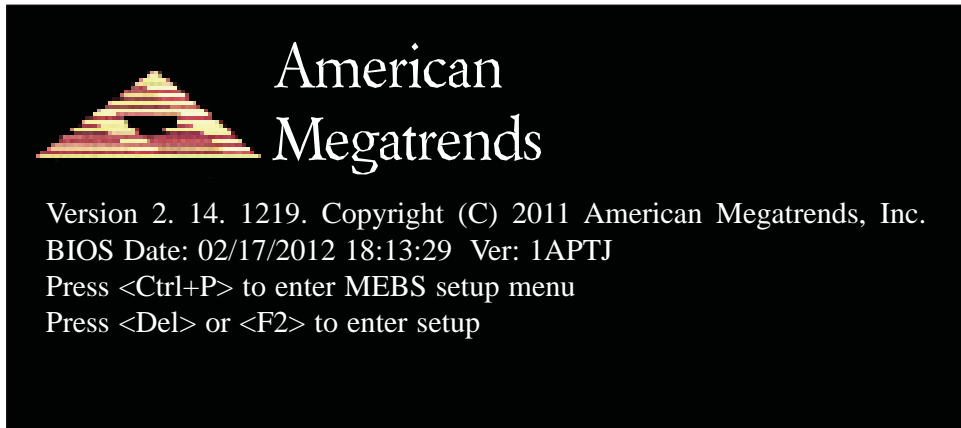 American
Megatrends
Version 2. 14. 1219. Copyright (C) 2011 American Megatrends, Inc.
BIOS Date: 02/17/2012 18:13:29 Ver: 1APTJ
Press <Ctrl+P> to enter MEBS setup menu
Press <Del> or <F2> to enter setup